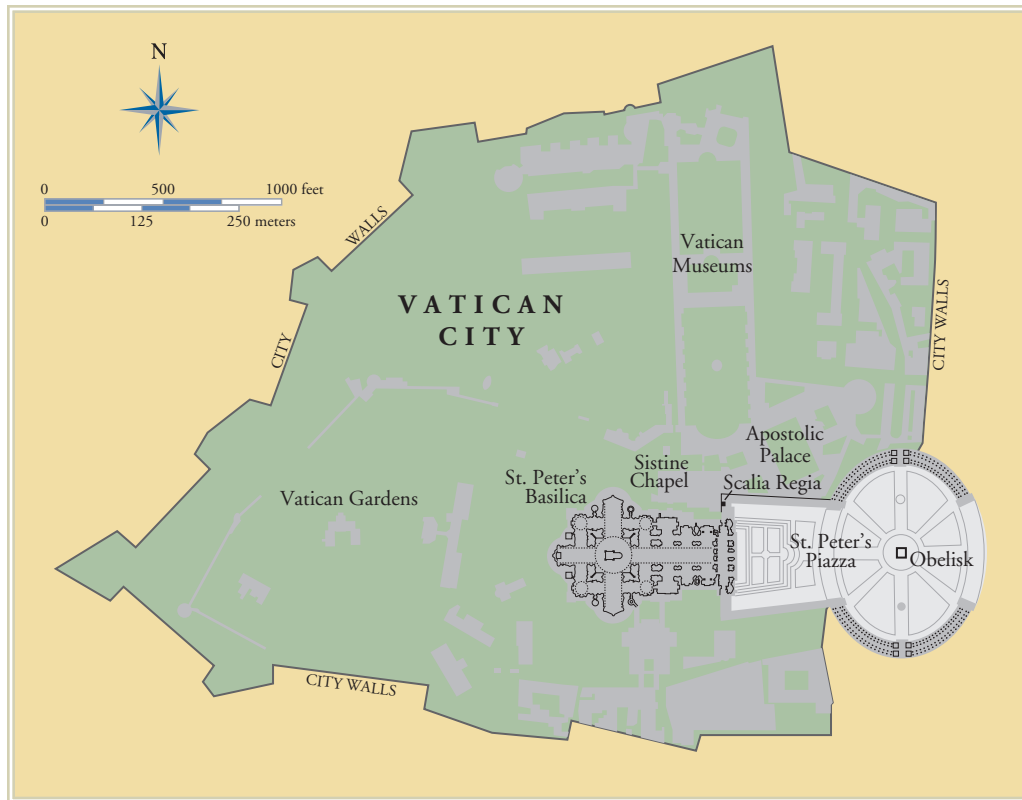 N
0 500 1000 feet
0 125 250 meters
WALLS
CITY
VATICAN
CITY
Vatican
Museums
CITY WALLS
Apostolic
Palace
Sistine
Chapel
Scalia Regia
St. Peter's
Basilica
Vatican Gardens
St. Peter's
Piazza
Obelisk
CITY WALLS